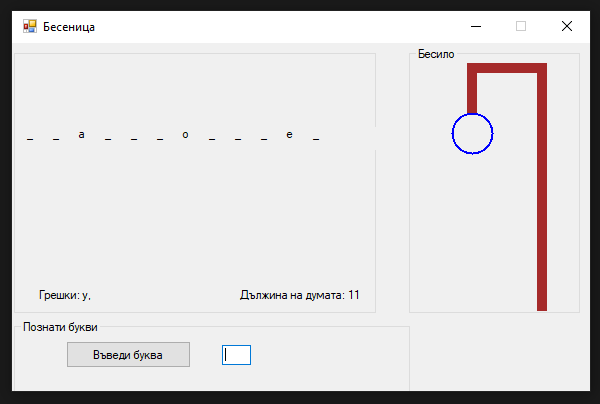 Бесеница
Бесило
_ _ а _ _ _ о _ _ _ е _
Грешки: у,
Дължина на думата: 11
Познати букви
Въведи буква